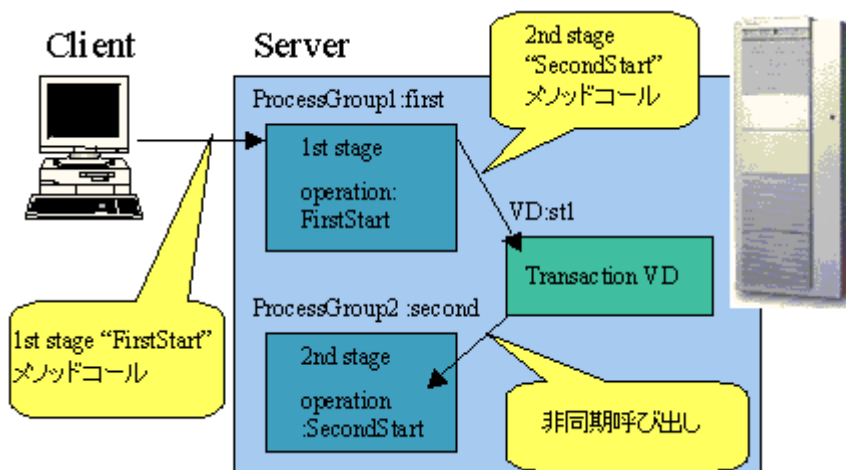 Client
Server
2nd stage
“SecondStart”
メソッドコール
ProcessGroup1:first
1st stage
operation:
FirstStart
VD:stl
Transaction VD
ProcessGroup2 :second
1st stage “FirstStart”
メソッドコール
2nd stage
operation
:SecondStart
非同期呼び出し